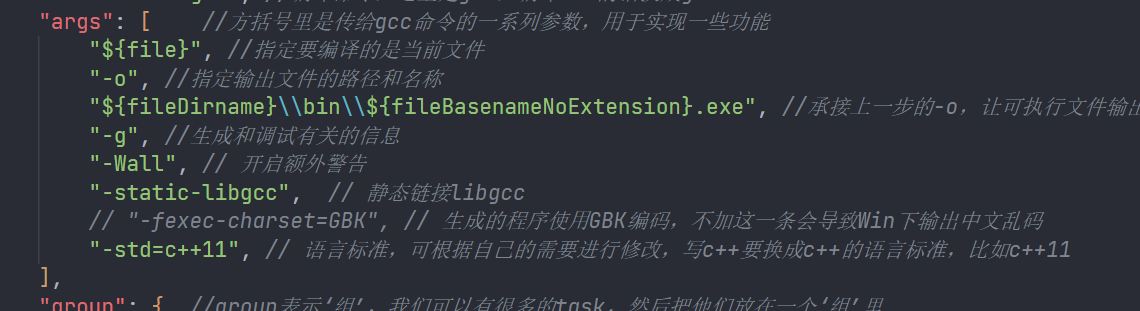 "args": [     //方括号里是传给gcc命令的一系列参数，用于实现一些功能
"${file}", //指定要编译的是当前文件
"-o", //指定输出文件的路径和名称
"${fileDirname}\\bin\\${fileBasenameNoExtension}.exe", //承接上一步的-o，让可执行文件输出
"-g", //生成和调试有关的信息
"-Wall", // 开启额外警告
"-static-libgcc",  // 静态链接libgcc
// "-fexec-charset=GBK", // 生成的程序使用GBK编码，不加这一条会导致Win下输出中文乱码
"-std=c++11", // 语言标准，可根据自己的需要进行修改，写c++要换成c++的语言标准，比如c++11
],
"group": {  //group表示‘组’，我们可以有很多的task，然后把他们放在一个‘组’里